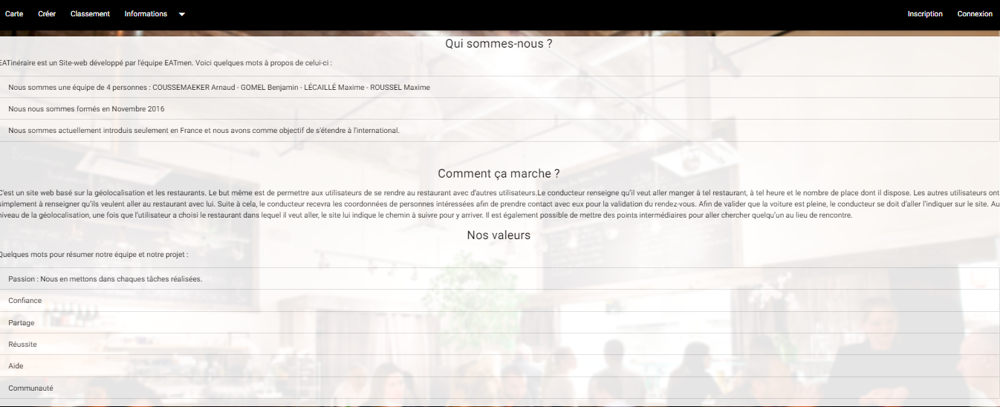 Carte Créer Classement Informations Inscription Connexion
Qui sommes-nous ?
EATinéraire est un Site-web développé par l'équipe EATmen. Voici quelques mots à propos de celui-ci :
Nous sommes une équipe de 4 personnes : COUSSEMAEKER Arnaud - GOMEL Benjamin - LÉCAILLÉ Maxime - ROUSSEL Maxime
Nous nous sommes formés en Novembre 2016
Nous sommes actuellement introduis seulement en France et nous avons comme objectif de s'étendre à l'international.
Comment ça marche ?
C'est un site web basé sur la géolocalisation et les restaurants. Le but même est de permettre aux utilisateurs de se rendre au restaurant avec d'autres utilisateurs.Le conducteur renseigne qu'il veut aller manger à tel restaurant, à tel heure et le nombre de place dont il dispose. Les autres utilisateurs ont
simplement à renseigner qu'ils veulent aller au restaurant avec lui. Suite à cela, le conducteur recevra les coordonnées de personnes intéressées afin de prendre contact avec eux pour la validation du rendez-vous. Afin de valider que la voiture est pleine, le conducteur se doit d'aller l'indiquer sur le site. Au
niveau de la géolocalisation, une fois que l'utilisateur a choisi le restaurant dans lequel il veut aller, le site lui indique le chemin à suivre pour y arriver. Il est également possible de mettre des points intermédiaires pour aller chercher quelqu'un au lieu de rencontre.
Nos valeurs
Quelques mots pour résumer notre équipe et notre projet :
Passion : Nous en mettons dans chaques tâches réalisées.
Confiance
Partage
Réussite
Aide
Communauté